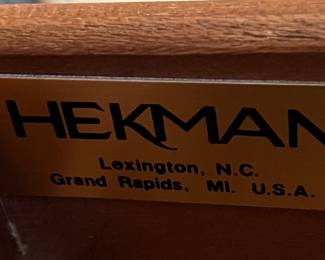 HEKMAN
Lexington, N.C.
Grand Rapids, MI. U.S.A.